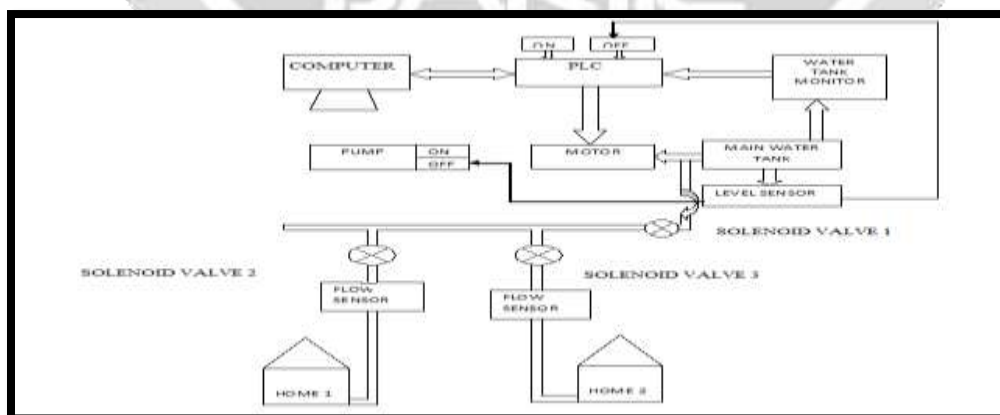 ON
OFF
COMPUTER
PLC
WATER
TANK
MONITOR
PUMP
ON
OFF
MOTOR
MAIN WATER
TANK
LEVEL SENSOR
SOLENOID VALVE 1
SOLENOID VALVE 2
SOLENOID VALVE 3
FLOW
SENSOR
FLOW
SENSOR
HOME 1
HOME 2